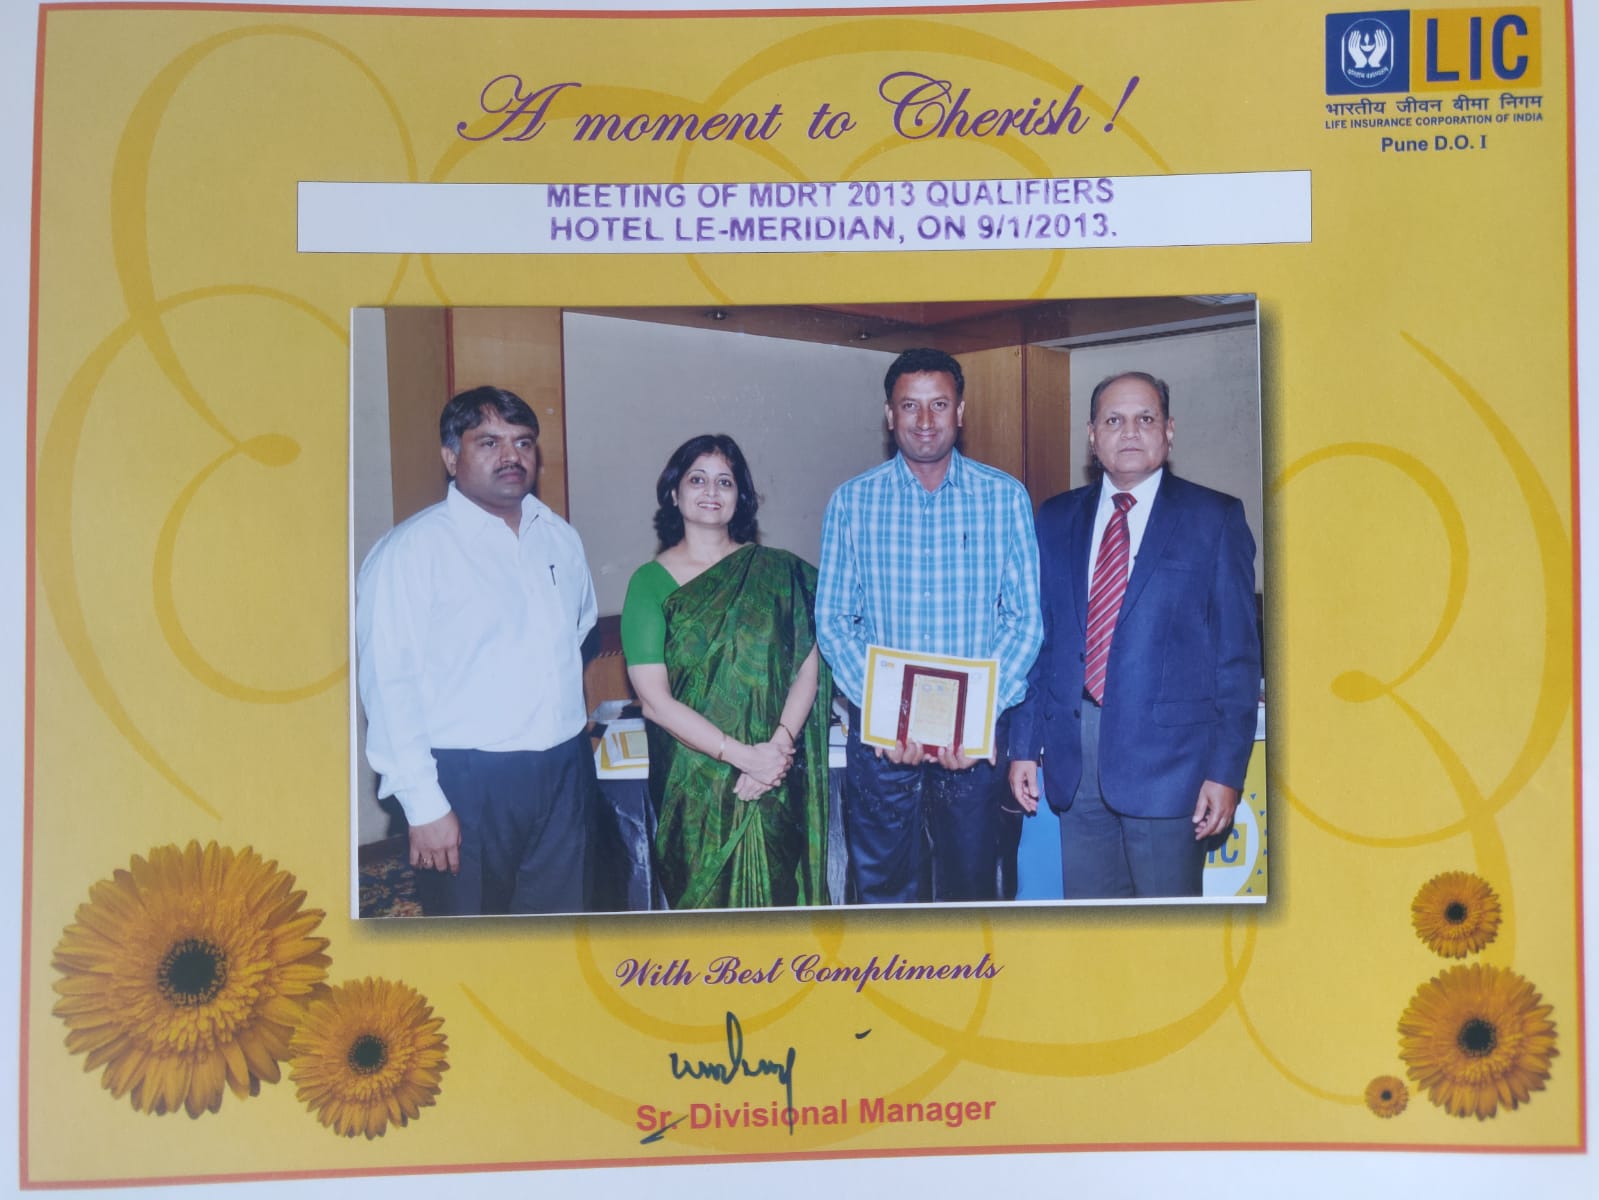 A moment to Cherish !
LIC
भारतीय जीवन बीमा निगम
LIFE INSURANCE CORPORATION OF INDIA
Pune D.O. I
MEETING OF MDRT 2013 QUALIFIERS
HOTEL LE-MERIDIAN, ON 9/1/2013.
With Best Compliments
Sr. Divisional Manager